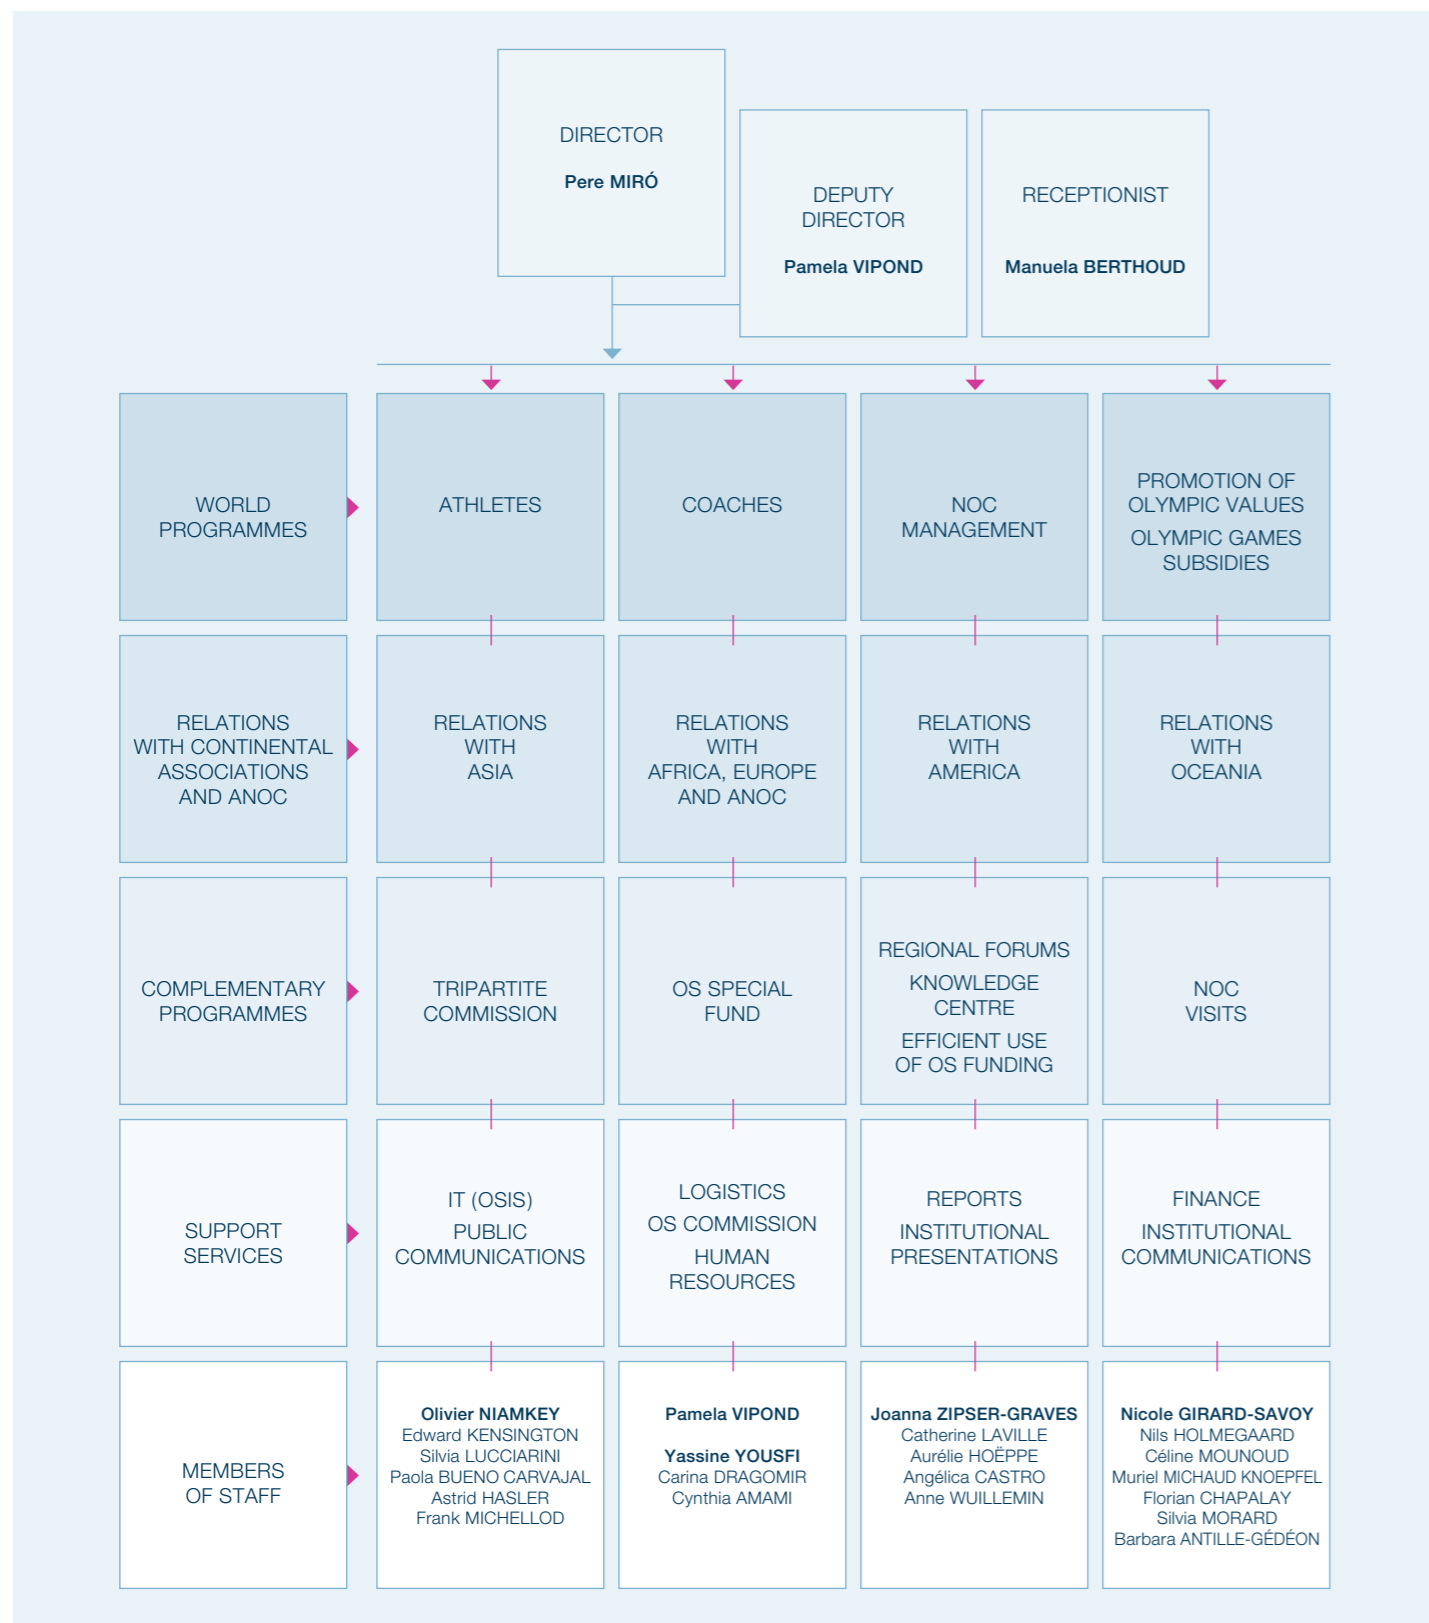 DIRECTOR
Pere MIRÓ
DEPUTY
DIRECTOR
Pamela VIPOND
RECEPTIONIST
Manuela BERTHOUD
WORLD
PROGRAMMES
ATHLETES
COACHES
NOC
MANAGEMENT
PROMOTION OF
OLYMPIC VALUES
OLYMPIC GAMES
SUBSIDIES
RELATIONS
WITH CONTINENTAL
ASSOCIATIONS
AND ANOC
RELATIONS
WITH
ASIA
RELATIONS
WITH
AFRICA, EUROPE
AND ANOC
RELATIONS
WITH
AMERICA
RELATIONS
WITH
OCEANIA
COMPLEMENTARY
PROGRAMMES
TRIPARTITE
COMMISSION
OS SPECIAL
FUND
REGIONAL FORUMS
KNOWLEDGE
CENTRE
EFFICIENT USE
OF OS FUNDING
NOC
VISITS
SUPPORT
SERVICES
IT (OSIS)
PUBLIC
COMMUNICATIONS
LOGISTICS
OS COMMISSION
HUMAN
RESOURCES
REPORTS
INSTITUTIONAL
PRESENTATIONS
FINANCE
INSTITUTIONAL
COMMUNICATIONS
MEMBERS
OF STAFF
Olivier NIAMKEY
Edward KENSINGTON
Silvia LUCCIARINI
Paola BUENO CARVAJAL
Astrid HASLER
Frank MICHELLOD
Pamela VIPOND
Yassine YOUSFI
Carina DRAGOMIR
Cynthia AMAMI
Joanna ZIPSER-GRAVES
Catherine LAVILLE
Aurélie HOËPPE
Angélica CASTRO
Anne WUILLEMIN
Nicole GIRARD-SAVOY
Nils HOLMEGAARD
Céline MOUNOUD
Muriel MICHAUD KNOEPFEL
Florian CHAPALAY
Silvia MORARD
Barbara ANTILLE-GÉDÉON